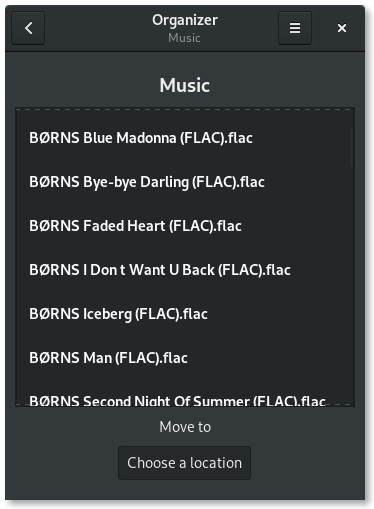 Organizer
Music
Music
BØRNS Blue Madonna (FLAC).flac
BØRNS Bye-bye Darling (FLAC).flac
BØRNS Faded Heart (FLAC).flac
BØRNS I Don t Want U Back (FLAC).flac
BØRNS Iceberg (FLAC).flac
BØRNS Man (FLAC).flac
BØRNS Second Night Of Summer (FLAC).flac
Move to
Choose a location